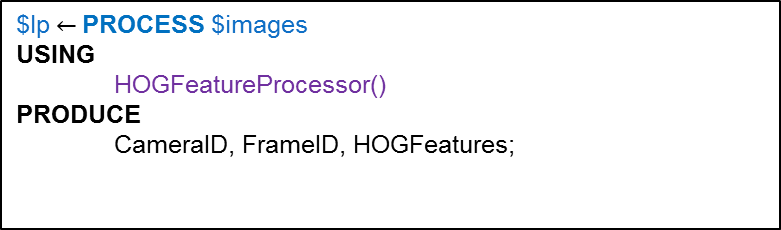 $lp ← PROCESS $images
USING
HOGFeatureProcessor()
PRODUCE
CameraID, FrameID, HOGFeatures;